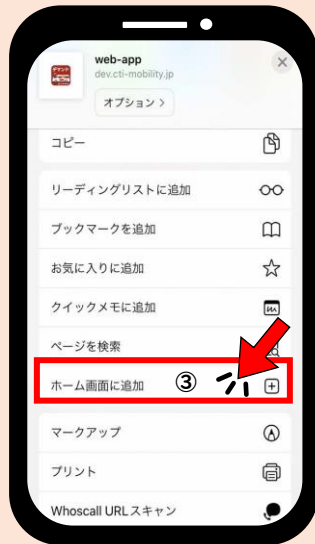 web-app
dev.cti-mobility.jp
オプション >
コピー
リーディングリストに追加
ブックマークを追加
お気に入りに追加
クイックメモに追加
ページを検索
ホーム画面に追加 ③
マークアップ
プリント
Whoscall URLスキャン